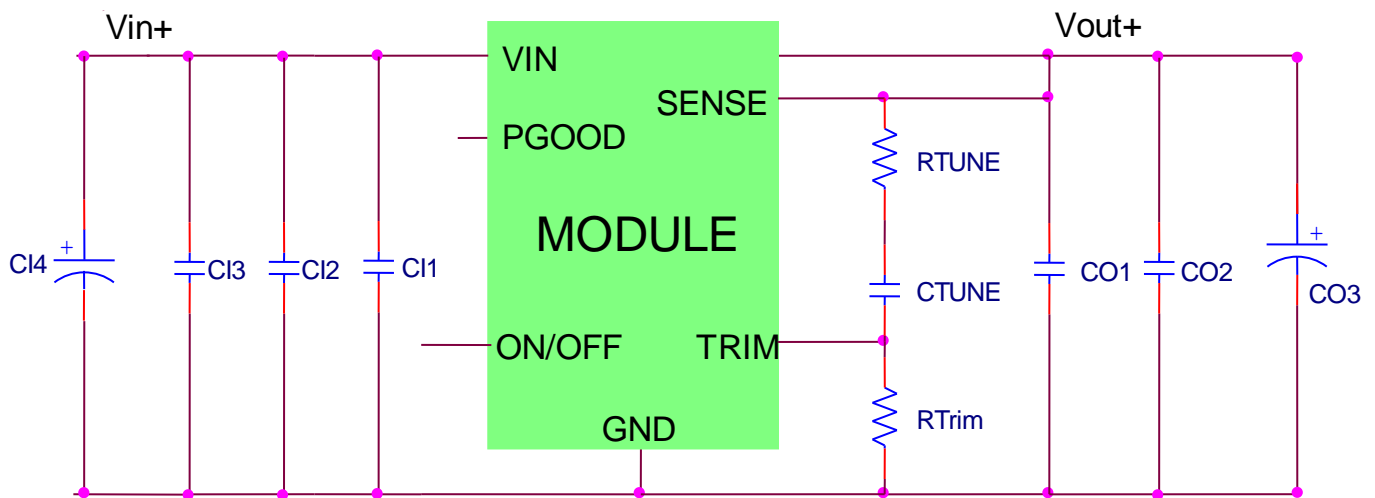 Vin+
Vout+
VIN
SENSE
PGOOD
RTUNE
MODULE
+
+
CI4
CI3
CI2
CI1
CTUNE
CO1
CO2
CO3
ON/OFF
TRIM
RTrim
GND